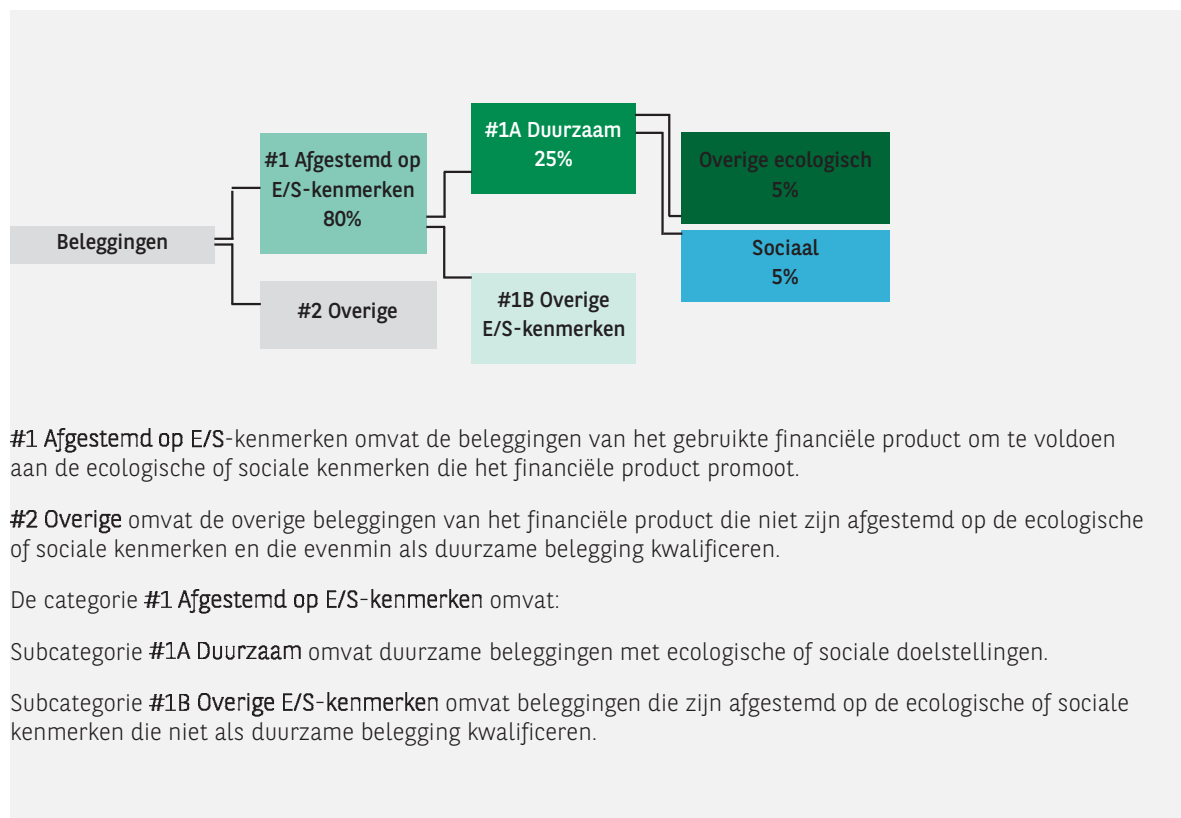 #1A Duurzaam
25%
#1 Afgestemd op
E/S-kenmerken
80%
Overige ecologisch
5%
Beleggingen
Sociaal
5%
#2 Overige
#1B Overige
E/S-kenmerken
#1 Afgestemd op E/S-kenmerken omvat de beleggingen van het gebruikte financiële product om te voldoen
aan de ecologische of sociale kenmerken die het financiële product promoot.
#2 Overige omvat de overige beleggingen van het financiële product die niet zijn afgestemd op de ecologische
of sociale kenmerken en die evenmin als duurzame belegging kwalificeren.
De categorie #1 Afgestemd op E/S-kenmerken omvat:
Subcategorie #1A Duurzaam omvat duurzame beleggingen met ecologische of sociale doelstellingen.
Subcategorie #1B Overige E/S-kenmerken omvat beleggingen die zijn afgestemd op de ecologische of sociale
kenmerken die niet als duurzame belegging kwalificeren.